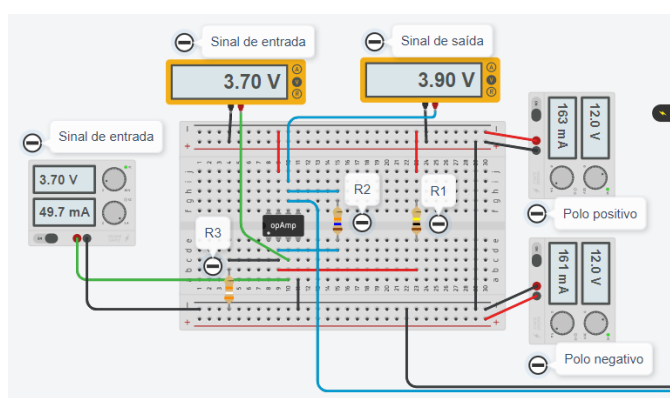 Sinal de entrada
Sinal de saída
3.70 V
A
V
R
3.90 V
A
V
R
Sinal de entrada
3.70 V
49.7 mA
R2
R1
R3
opAmp
163 mA
12.0 V
Polo positivo
161 mA
12.0 V
Polo negativo